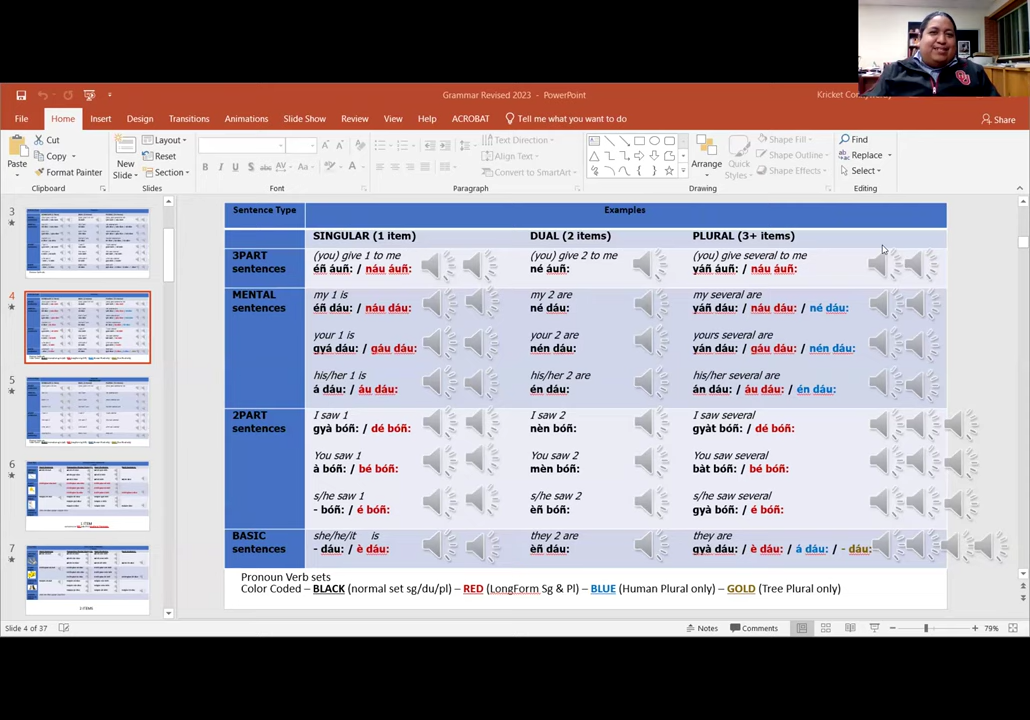 Grammar Revised 2023 - PowerPoint
Kricket
File Home Insert Design Transitions Animations Slide Show Review View Help ACROBAT Tell me what you want to do Share
Paste Cut
Copy
Format Painter
Clipboard
New Slide
Layout
Reset
Section
Slides
Font
Text Direction
Align Text
Convert to SmartArt
Paragraph
Arrange
Quick Styles
Shape Fill
Shape Outline
Shape Effects
Drawing
Find
Replace
Select
Editing
3
4
5
6
7
Sentence Type Examples
SINGULAR (1 item) DUAL (2 items) PLURAL (3+ items)
3PART sentences
(you) give 1 to me (you) give 2 to me (you) give several to me
éñ áuñ: / náu áuñ: né áuñ: yáñ áuñ: / náu áuñ:
MENTAL sentences
my 1 is my 2 are my several are
éñ dáu: / náu dáu: né dáu: yáñ dáu: / náu dáu: / né dáu:
your 1 is your 2 are yours several are
gyá dáu: / gáu dáu: nén dáu: yán dáu: / gáu dáu: / nén dáu:
his/her 1 is his/her 2 are his/her several are
á dáu: / áu dáu: én dáu: án dáu: / áu dáu: / én dáu:
2PART sentences
I saw 1 I saw 2 I saw several
gyà bóñ: / dé bóñ: nèn bóñ: gyàt bóñ: / dé bóñ:
You saw 1 You saw 2 You saw several
à bóñ: / bé bóñ: mèn bóñ: bàt bóñ: / bé bóñ:
s/he saw 1 s/he saw 2 s/he saw several
- bóñ: / é bóñ: èñ bóñ: gyà bóñ: / é bóñ:
BASIC sentences
she/he/it is they 2 are they are
- dáu: / è dáu: èñ dáu: gyà dáu: / è dáu: / á dáu: / - dáu:
Pronoun Verb sets
Color Coded – BLACK (normal set sg/du/pl) – RED (LongForm Sg & Pl) – BLUE (Human Plural only) – GOLD (Tree Plural only)
Slide 4 of 37
Notes Comments 79%